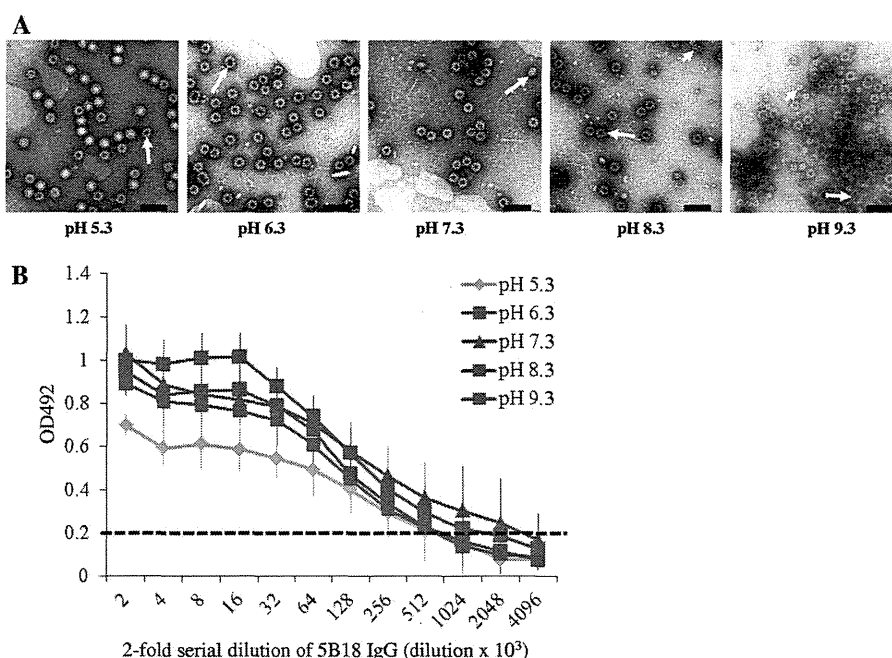 A
pH 5.3
pH 6.3
pH 7.3
pH 8.3
pH 9.3
B
1.4
1.2
1
0.8
0.6
0.4
0.2
0
OD492
pH 5.3
pH 6.3
pH 7.3
pH 8.3
pH 9.3
2
4
8
16
32
64
128
256
512
1024
2048
4096
2-fold serial dilution of 5B18 IgG (dilution x 10³)